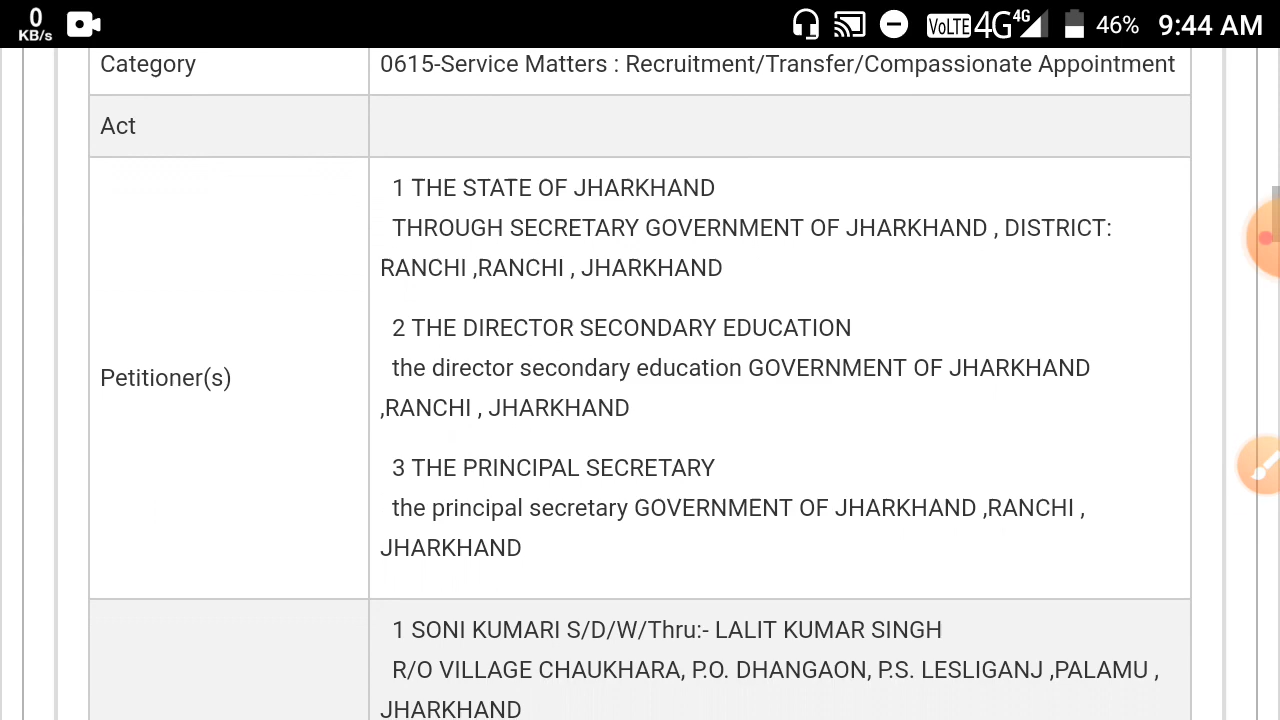 0
KB/s
VoLTE 4G 4G 46% 9:44 AM
Category
0615-Service Matters : Recruitment/Transfer/Compassionate Appointment
Act
Petitioner(s)
1 THE STATE OF JHARKHAND
THROUGH SECRETARY GOVERNMENT OF JHARKHAND , DISTRICT:
RANCHI ,RANCHI , JHARKHAND
2 THE DIRECTOR SECONDARY EDUCATION
the director secondary education GOVERNMENT OF JHARKHAND
,RANCHI , JHARKHAND
3 THE PRINCIPAL SECRETARY
the principal secretary GOVERNMENT OF JHARKHAND ,RANCHI ,
JHARKHAND
1 SONI KUMARI S/D/W/Thru:- LALIT KUMAR SINGH
R/O VILLAGE CHAUKHARA, P.O. DHANGAON, P.S. LESLIGANJ ,PALAMU ,
JHARKHAND